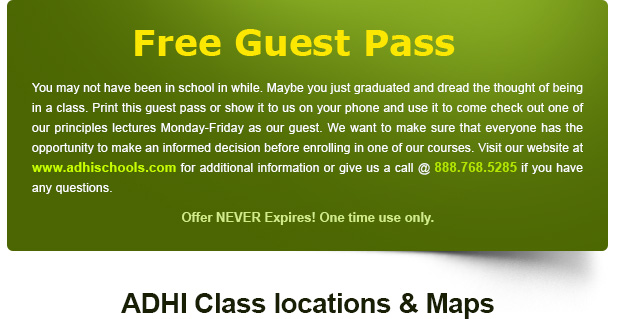 Free Guest Pass
You may not have been in school in while. Maybe you just graduated and dread the thought of being
in a class. Print this guest pass or show it to us on your phone and use it to come check out one of
our principles lectures Monday-Friday as our guest. We want to make sure that everyone has the
opportunity to make an informed decision before enrolling in one of our courses. Visit our website at
www.adhischools.com for additional information or give us a call @ 888.768.5285 if you have
any questions.
Offer NEVER Expires! One time use only.
ADHI Class locations & Maps